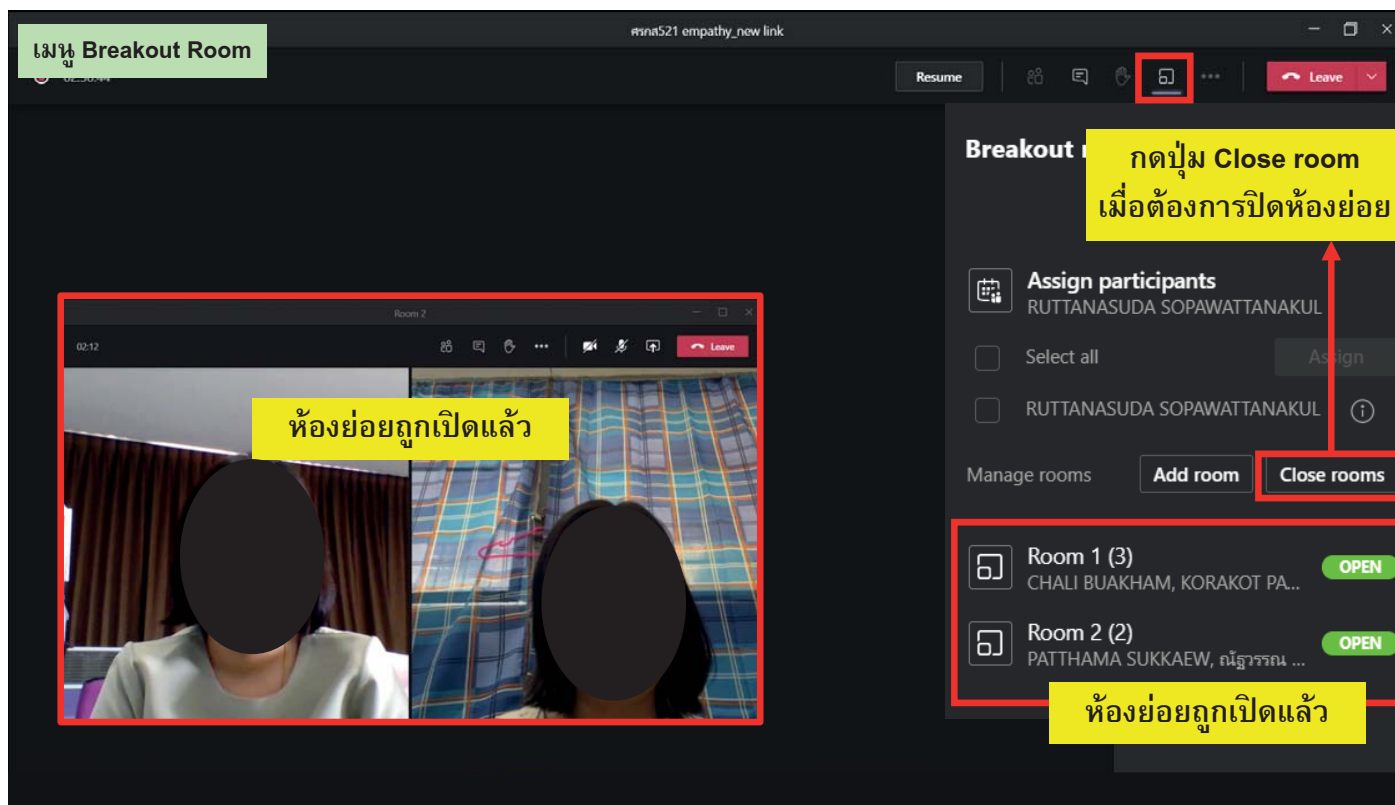 ศรกส521 empathy_new link
เมนู Breakout Room
Resume
Leave
Breakout
กดปุ่ม Close room
เมื่อต้องการปิดห้องย่อย
Assign participants
RUTTANASUDA SOPAWATTANAKUL
Select all
Assign
RUTTANASUDA SOPAWATTANAKUL
Manage rooms
Add room
Close rooms
Room 1 (3)
OPEN
CHALI BUAKHAM, KORAKOT PA...
Room 2 (2)
OPEN
PATTHAMA SUKKAEW, ณัฐวรรณ ...
ห้องย่อยถูกเปิดแล้ว
Room 2
02:12
Leave
ห้องย่อยถูกเปิดแล้ว